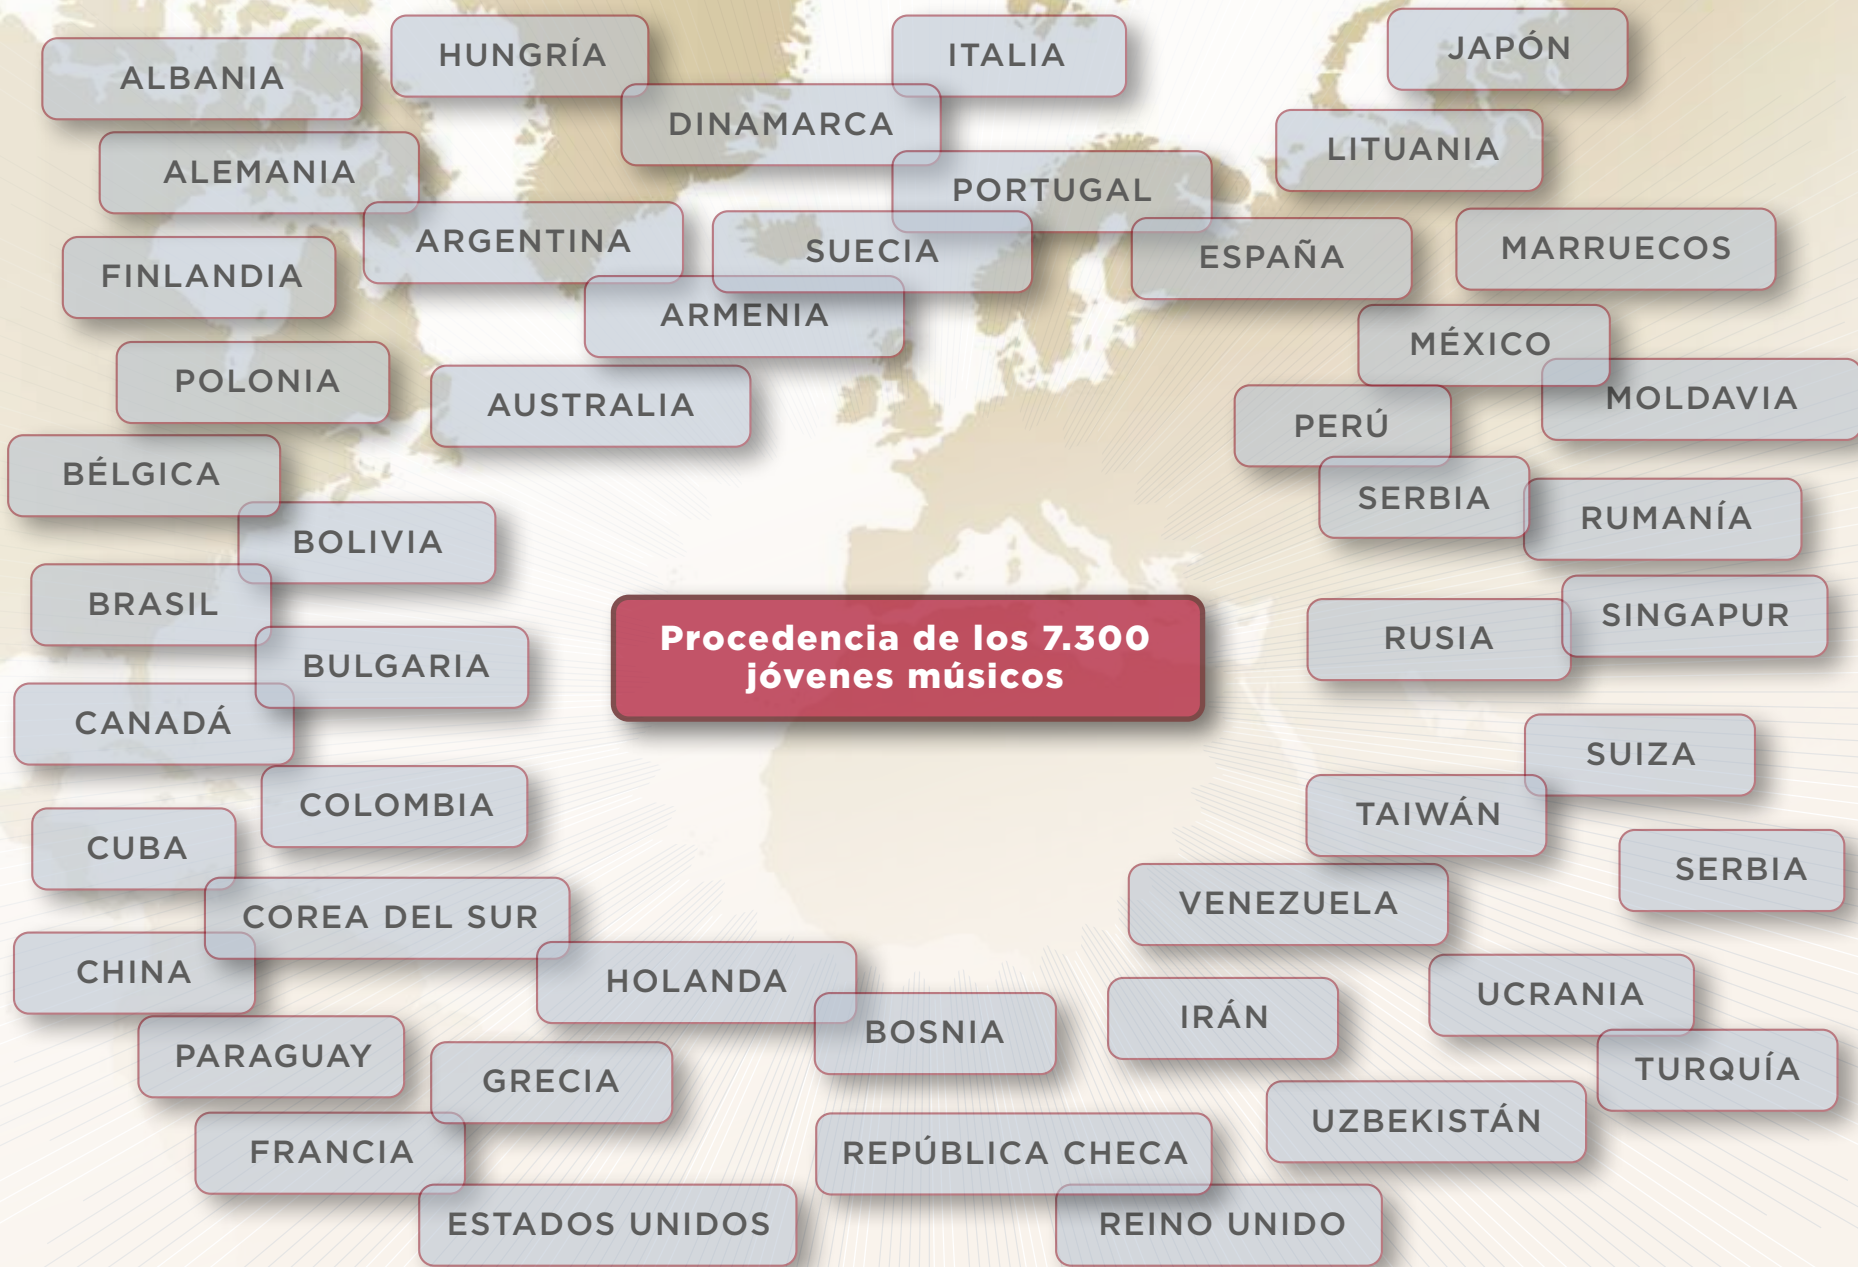 HUNGRÍA
ITALIA
JAPÓN
ALBANIA
DINAMARCA
LITUANIA
ALEMANIA
PORTUGAL
ARGENTINA
SUECIA
ESPAÑA
MARRUECOS
FINLANDIA
ARMENIA
MÉXICO
POLONIA
AUSTRALIA
MOLDAVIA
PERÚ
BÉLGICA
SERBIA
RUMANÍA
BOLIVIA
BRASIL
SINGAPUR
Procedencia de los 7.300
jóvenes músicos
RUSIA
BULGARIA
CANADÁ
SUIZA
COLOMBIA
TAIWÁN
CUBA
SERBIA
VENEZUELA
COREA DEL SUR
CHINA
HOLANDA
UCRANIA
IRÁN
BOSNIA
PARAGUAY
TURQUÍA
GRECIA
UZBEKISTÁN
FRANCIA
REPÚBLICA CHECA
ESTADOS UNIDOS
REINO UNIDO